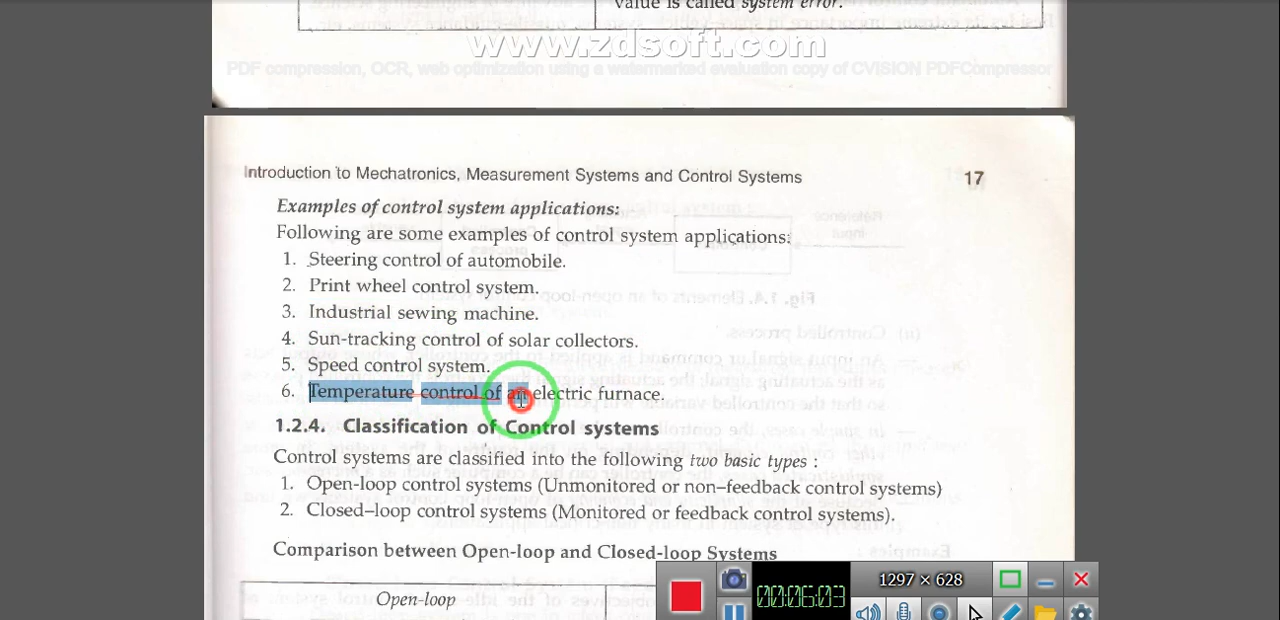 value is called system error.
www.zdsoft.com
PDF compression, OCR, web optimization using a watermarked evaluation copy of CVISION PDFCompressor
Introduction to Mechatronics, Measurement Systems and Control Systems 17
Examples of control system applications:
Following are some examples of control system applications:
1. Steering control of automobile.
2. Print wheel control system.
3. Industrial sewing machine.
4. Sun-tracking control of solar collectors.
5. Speed control system.
6. Temperature control of an electric furnace.
1.2.4. Classification of Control systems
Control systems are classified into the following two basic types :
1. Open-loop control systems (Unmonitored or non–feedback control systems)
2. Closed–loop control systems (Monitored or feedback control systems).
Comparison between Open-loop and Closed-loop Systems
Open-loop
00:06:03
1297 × 628